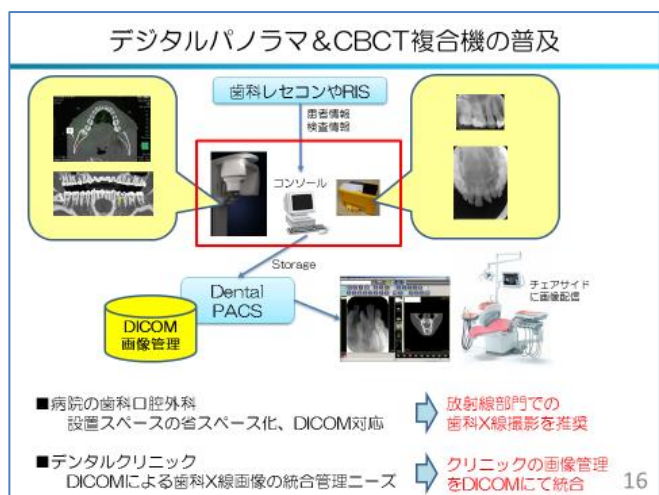 デジタルパノラマ&CBCT複合機の普及
歯科レセコンやRIS
患者情報
検査情報
コンソール
Storage
Dental
PACS
DICOM
画像管理
チェアサイド
に画像配信
■病院の歯科口腔外科
設置スペースの省スペース化、DICOM対応
放射線部門での
歯科X線撮影を推奨
■デンタルクリニック
DICOMによる歯科X線画像の統合管理ニーズ
クリニックの画像管理
をDICOMにて統合
16